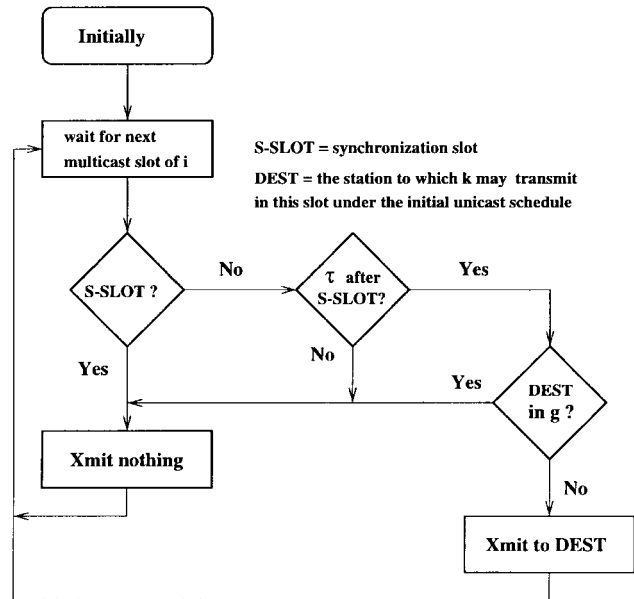 Initially
wait for next
multicast slot of i
S-SLOT = synchronization slot
DEST = the station to which k may transmit
in this slot under the initial unicast schedule
S-SLOT ?
No
τ after
S-SLOT?
Yes
Yes
No
Yes
DEST
in g ?
Xmit nothing
No
Xmit to DEST